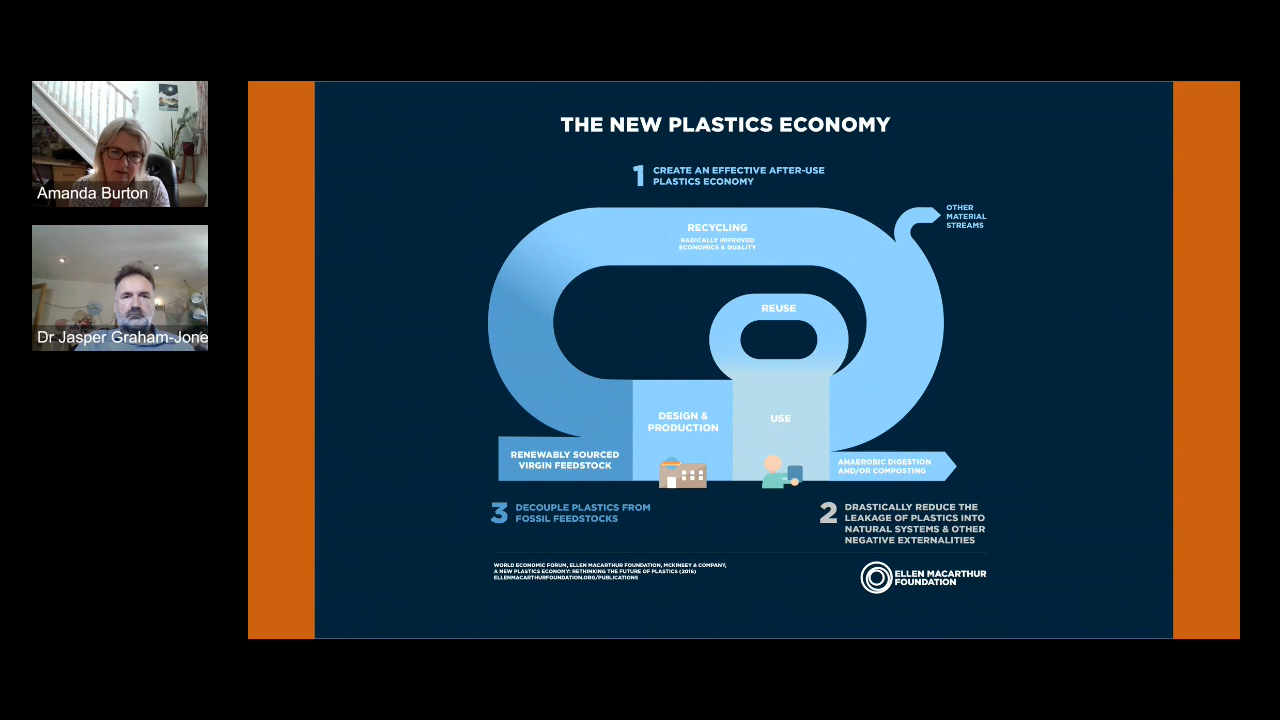 Amanda Burton
Dr Jasper Graham-Jone
THE NEW PLASTICS ECONOMY
1 CREATE AN EFFECTIVE AFTER-USE
PLASTICS ECONOMY
OTHER
MATERIAL
STREAMS
RECYCLING
RADICALLY IMPROVED
ECONOMICS & QUALITY
REUSE
DESIGN &
PRODUCTION
USE
RENEWABLY SOURCED
VIRGIN FEEDSTOCK
ANAEROBIC DIGESTION
AND/OR COMPOSTING
3 DECOUPLE PLASTICS FROM
FOSSIL FEEDSTOCKS
2 DRASTICALLY REDUCE THE
LEAKAGE OF PLASTICS INTO
NATURAL SYSTEMS & OTHER
NEGATIVE EXTERNALITIES
WORLD ECONOMIC FORUM, ELLEN MACARTHUR FOUNDATION, MCKINSEY & COMPANY,
A NEW PLASTICS ECONOMY: RETHINKING THE FUTURE OF PLASTICS (2016)
ELLENMACARTHURFOUNDATION.ORG/PUBLICATIONS
ELLEN MACARTHUR
FOUNDATION